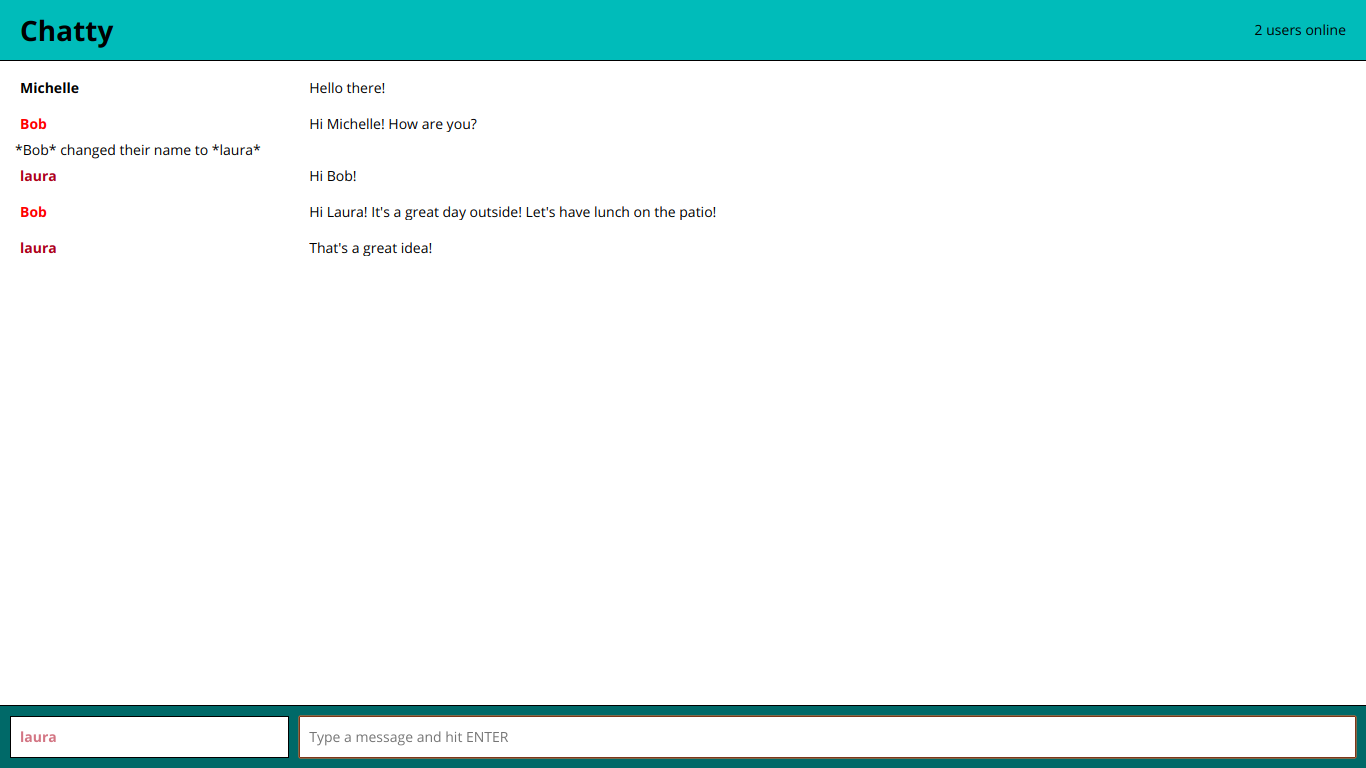 Chatty
2 users online
Michelle Hello there!
Bob Hi Michelle! How are you?
*Bob* changed their name to *laura*
laura Hi Bob!
Bob Hi Laura! It's a great day outside! Let's have lunch on the patio!
laura That's a great idea!
laura Type a message and hit ENTER